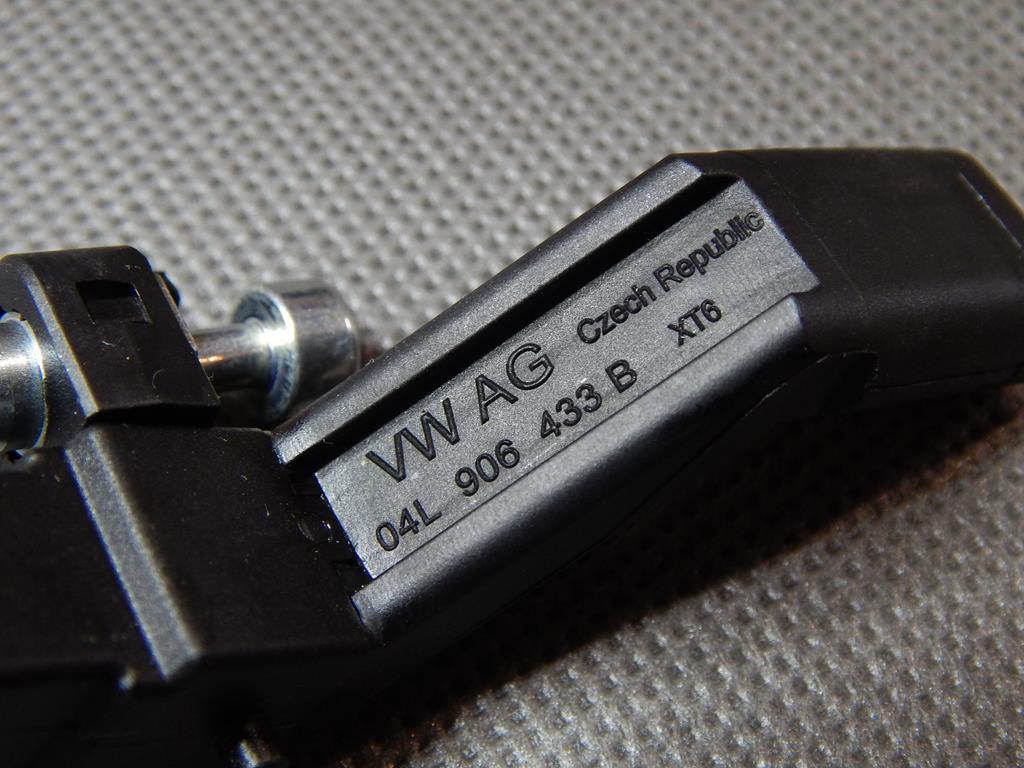 VW AG Czech Republic
04L 906 433 B XT6